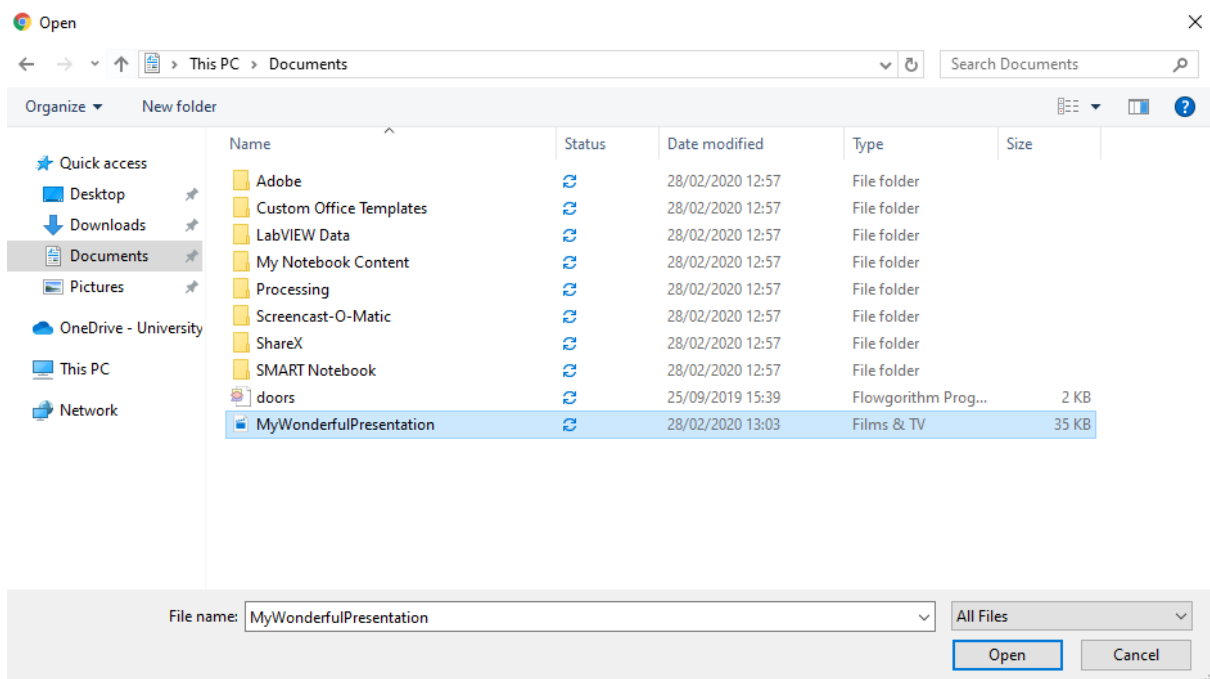 Open
This PC > Documents
Search Documents
Organize New folder
?
Name Status Date modified Type Size
Quick access
Desktop
Downloads
Documents
Pictures
OneDrive - University
This PC
Network
Adobe 28/02/2020 12:57 File folder
Custom Office Templates 28/02/2020 12:57 File folder
LabVIEW Data 28/02/2020 12:57 File folder
My Notebook Content 28/02/2020 12:57 File folder
Processing 28/02/2020 12:57 File folder
Screencast-O-Matic 28/02/2020 12:57 File folder
ShareX 28/02/2020 12:57 File folder
SMART Notebook 28/02/2020 12:57 File folder
doors 25/09/2019 15:39 Flowgorithm Prog... 2 KB
MyWonderfulPresentation 28/02/2020 13:03 Films & TV 35 KB
File name: MyWonderfulPresentation All Files
Open Cancel